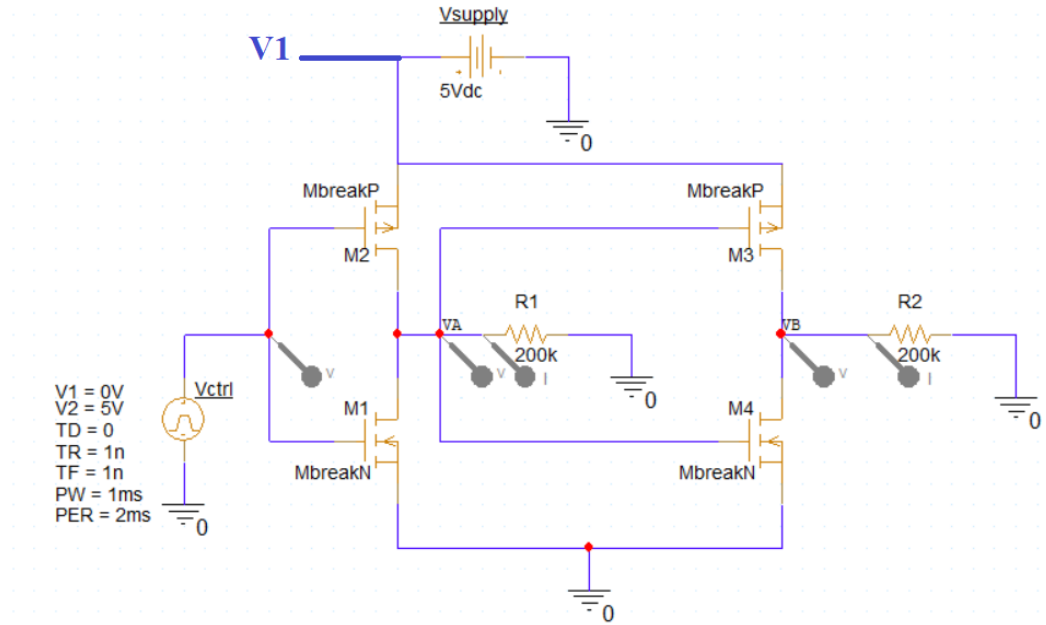 Vsupply
V1
5Vdc
0
MbreakP
M2
MbreakP
M3
VA
R1
200k
0
VB
R2
200k
0
V
V
I
V
I
V1 = 0V
V2 = 5V
TD = 0
TR = 1n
TF = 1n
PW = 1ms
PER = 2ms
Vctrl
0
M1
MbreakN
M4
MbreakN
0